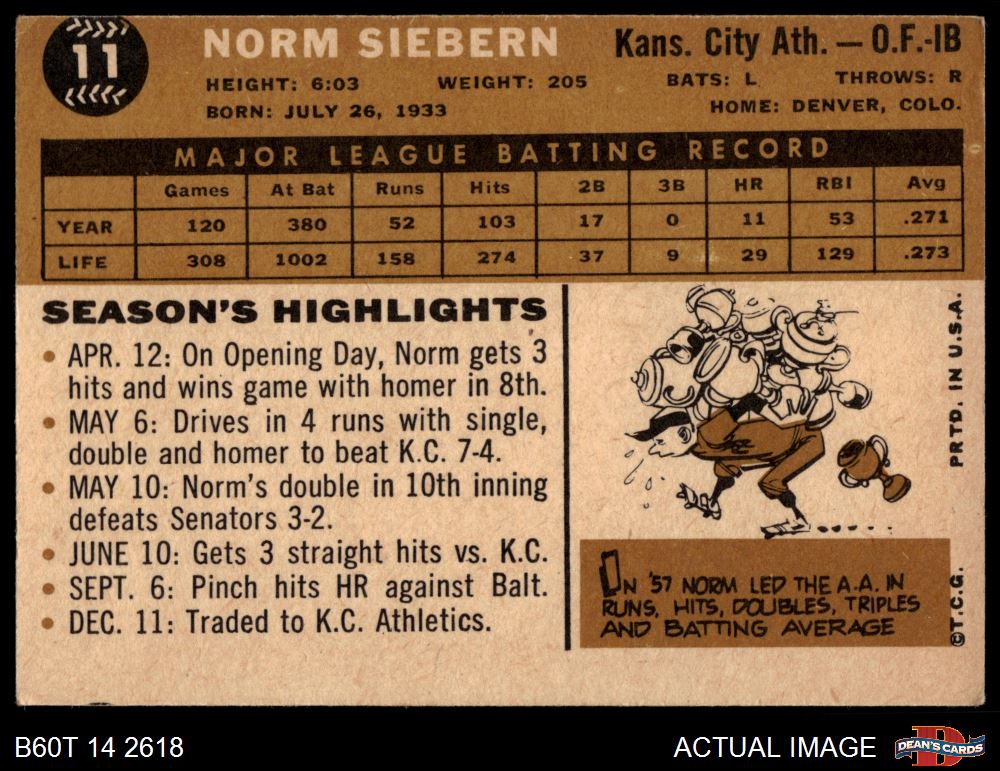 11
NORM SIEBERN
Kans. City Ath. — O.F.-1B
HEIGHT: 6:03 WEIGHT: 205 BATS: L THROWS: R
BORN: JULY 26, 1933 HOME: DENVER, COLO.
MAJOR LEAGUE BATTING RECORD
Games At Bat Runs Hits 2B 3B HR RBI Avg
YEAR 120 380 52 103 17 0 11 53 .271
LIFE 308 1002 158 274 37 9 29 129 .273
SEASON'S HIGHLIGHTS
• APR. 12: On Opening Day, Norm gets 3
hits and wins game with homer in 8th.
• MAY 6: Drives in 4 runs with single,
double and homer to beat K.C. 7-4.
• MAY 10: Norm's double in 10th inning
defeats Senators 3-2.
• JUNE 10: Gets 3 straight hits vs. K.C.
• SEPT. 6: Pinch hits HR against Balt.
• DEC. 11: Traded to K.C. Athletics.
IN '57 NORM LED THE A.A. IN
RUNS, HITS, DOUBLES, TRIPLES
AND BATTING AVERAGE
PRTD. IN U.S.A.
©T.C.G.
B60T 14 2618
ACTUAL IMAGE
D
DEAN'S CARDS